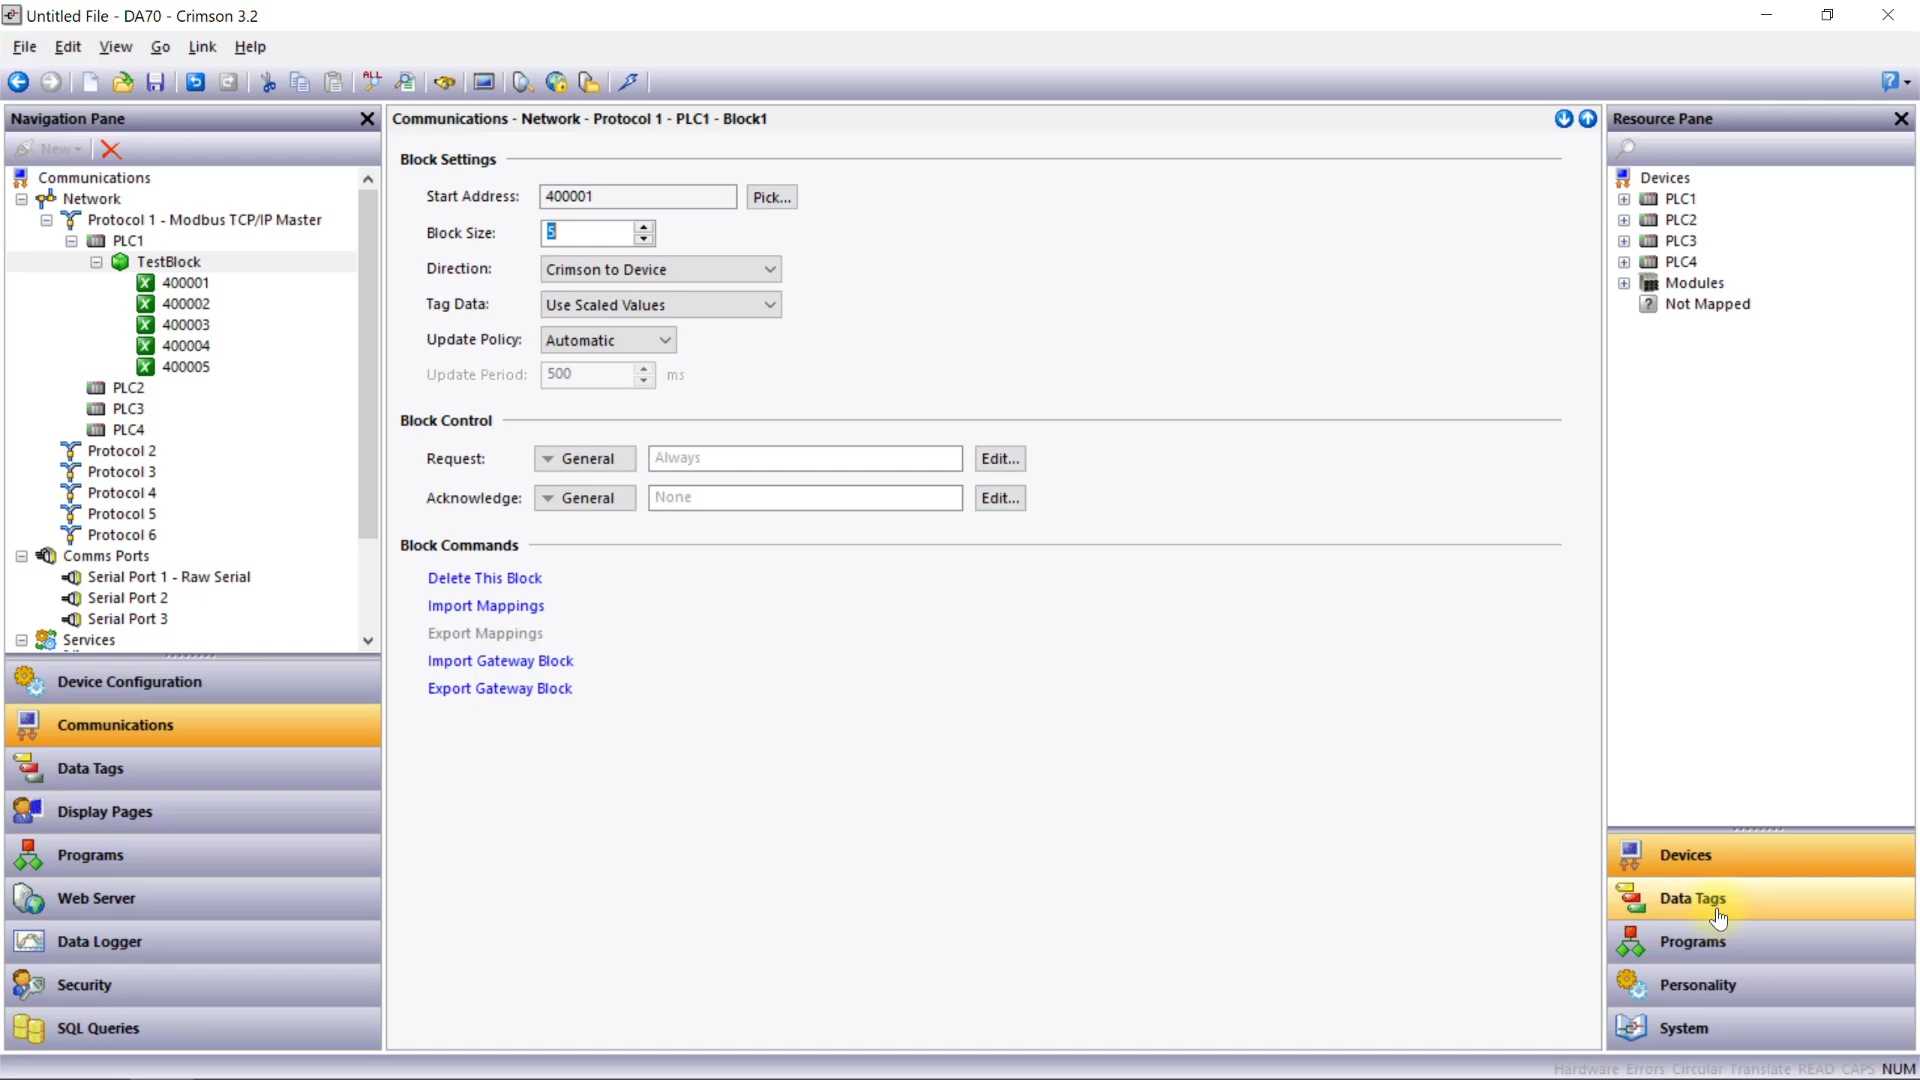 Untitled File - DA70 - Crimson 3.2
File Edit View Go Link Help
ALL
Navigation Pane
New
Communications
Network
Protocol 1 - Modbus TCP/IP Master
PLC1
TestBlock
400001
400002
400003
400004
400005
PLC2
PLC3
PLC4
Protocol 2
Protocol 3
Protocol 4
Protocol 5
Protocol 6
Comms Ports
Serial Port 1 - Raw Serial
Serial Port 2
Serial Port 3
Services
Device Configuration
Communications
Data Tags
Display Pages
Programs
Web Server
Data Logger
Security
SQL Queries
Communications - Network - Protocol 1 - PLC1 - Block1
Block Settings
Start Address: 400001 Pick...
Block Size: 5
Direction: Crimson to Device
Tag Data: Use Scaled Values
Update Policy: Automatic
Update Period: 500 ms
Block Control
Request: General Always Edit...
Acknowledge: General None Edit...
Block Commands
Delete This Block
Import Mappings
Export Mappings
Import Gateway Block
Export Gateway Block
Resource Pane
Devices
PLC1
PLC2
PLC3
PLC4
Modules
Not Mapped
Devices
Data Tags
Programs
Personality
System
Hardware Errors Circular Translate READ CAPS NUM